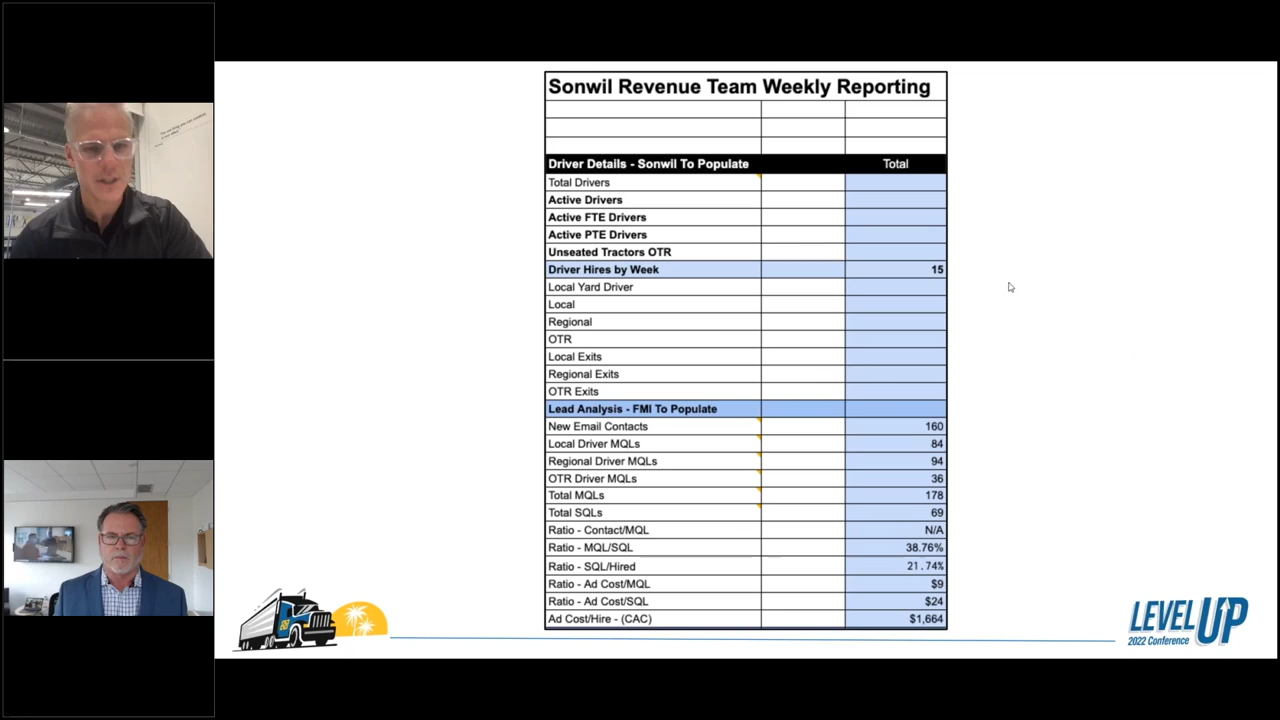 Sonwil Revenue Team Weekly Reporting
Driver Details - Sonwil To Populate Total
Total Drivers
Active Drivers
Active FTE Drivers
Active PTE Drivers
Unseated Tractors OTR
Driver Hires by Week 15
Local Yard Driver
Local
Regional
OTR
Local Exits
Regional Exits
OTR Exits
Lead Analysis - FMI To Populate
New Email Contacts 160
Local Driver MQLs 84
Regional Driver MQLs 94
OTR Driver MQLs 36
Total MQLs 178
Total SQLs 69
Ratio - Contact/MQL N/A
Ratio - MQL/SQL 38.76%
Ratio - SQL/Hired 21.74%
Ratio - Ad Cost/MQL $9
Ratio - Ad Cost/SQL $24
Ad Cost/Hire - (CAC) $1,664
LEVEL UP
2022 Conference